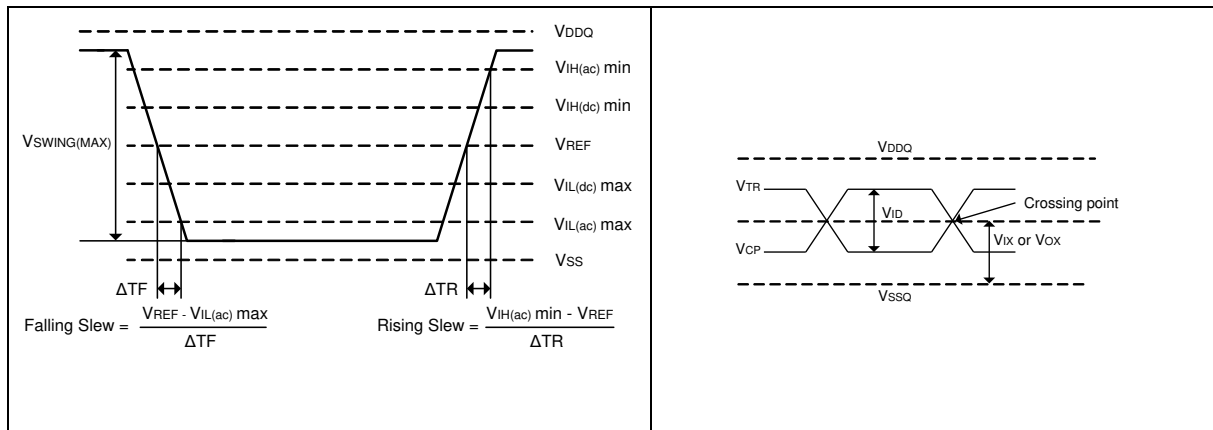 VDDQ
VIH(ac) min
VIH(dc) min
VSWING(MAX)
VREF
VIL(dc) max
VIL(ac) max
VSS
ΔTF
ΔTR
Falling Slew = VREF - VIL(ac) max
ΔTF
Rising Slew = VIH(ac) min - VREF
ΔTR
VDDQ
VTR
VID
Crossing point
VIX or VOX
VCP
VSSQ